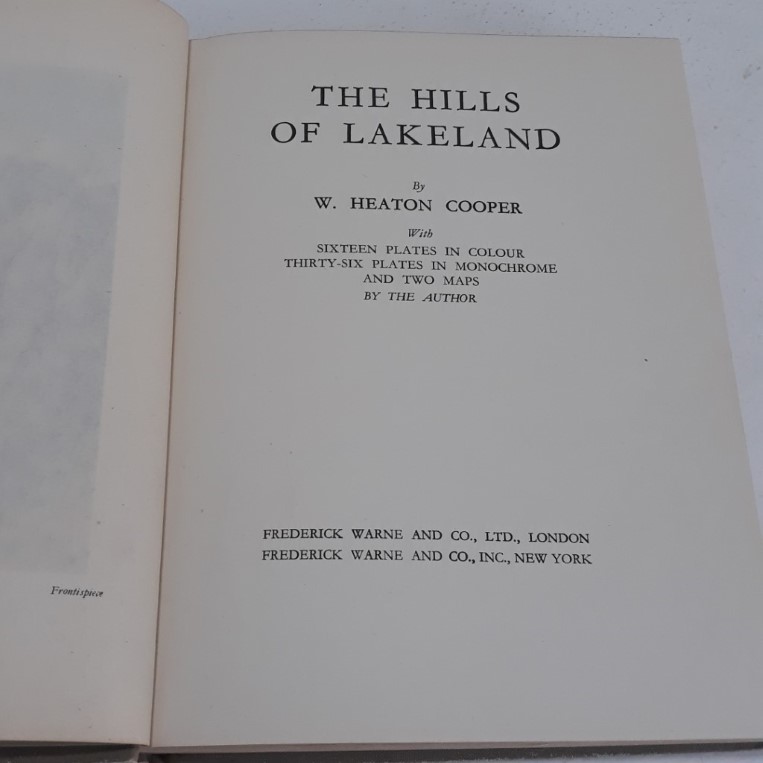 Frontispiece
THE HILLS
OF LAKELAND
By
W. HEATON COOPER
With
SIXTEEN PLATES IN COLOUR
THIRTY-SIX PLATES IN MONOCHROME
AND TWO MAPS
BY THE AUTHOR
FREDERICK WARNE AND CO., LTD., LONDON
FREDERICK WARNE AND CO., INC., NEW YORK